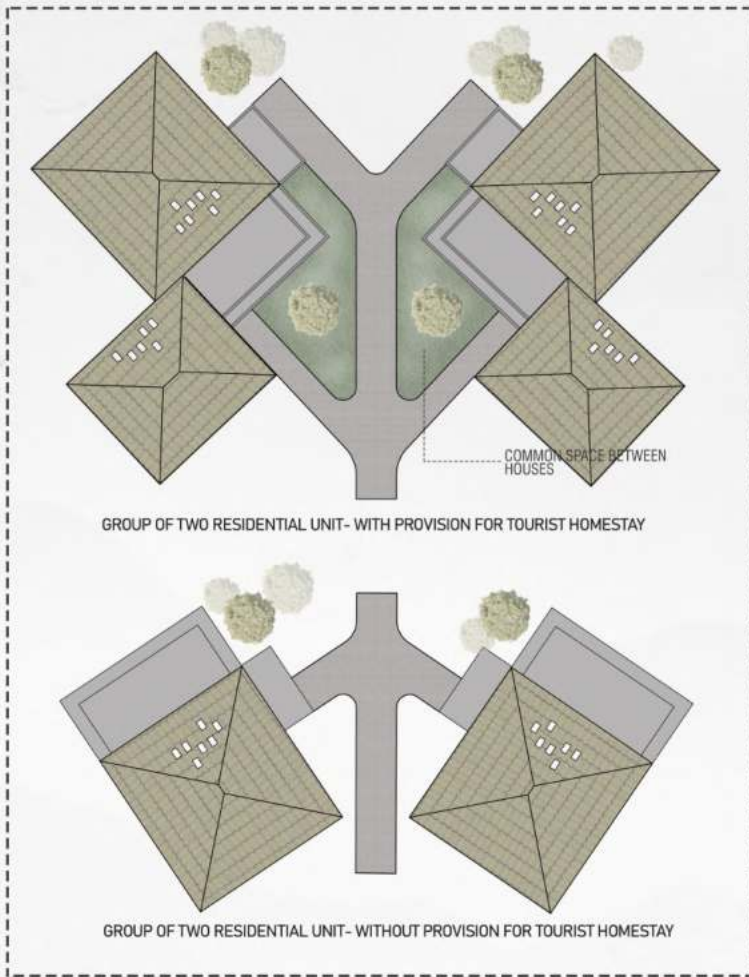 COMMON SPACE BETWEEN
HOUSES
GROUP OF TWO RESIDENTIAL UNIT- WITH PROVISION FOR TOURIST HOMESTAY
GROUP OF TWO RESIDENTIAL UNIT- WITHOUT PROVISION FOR TOURIST HOMESTAY